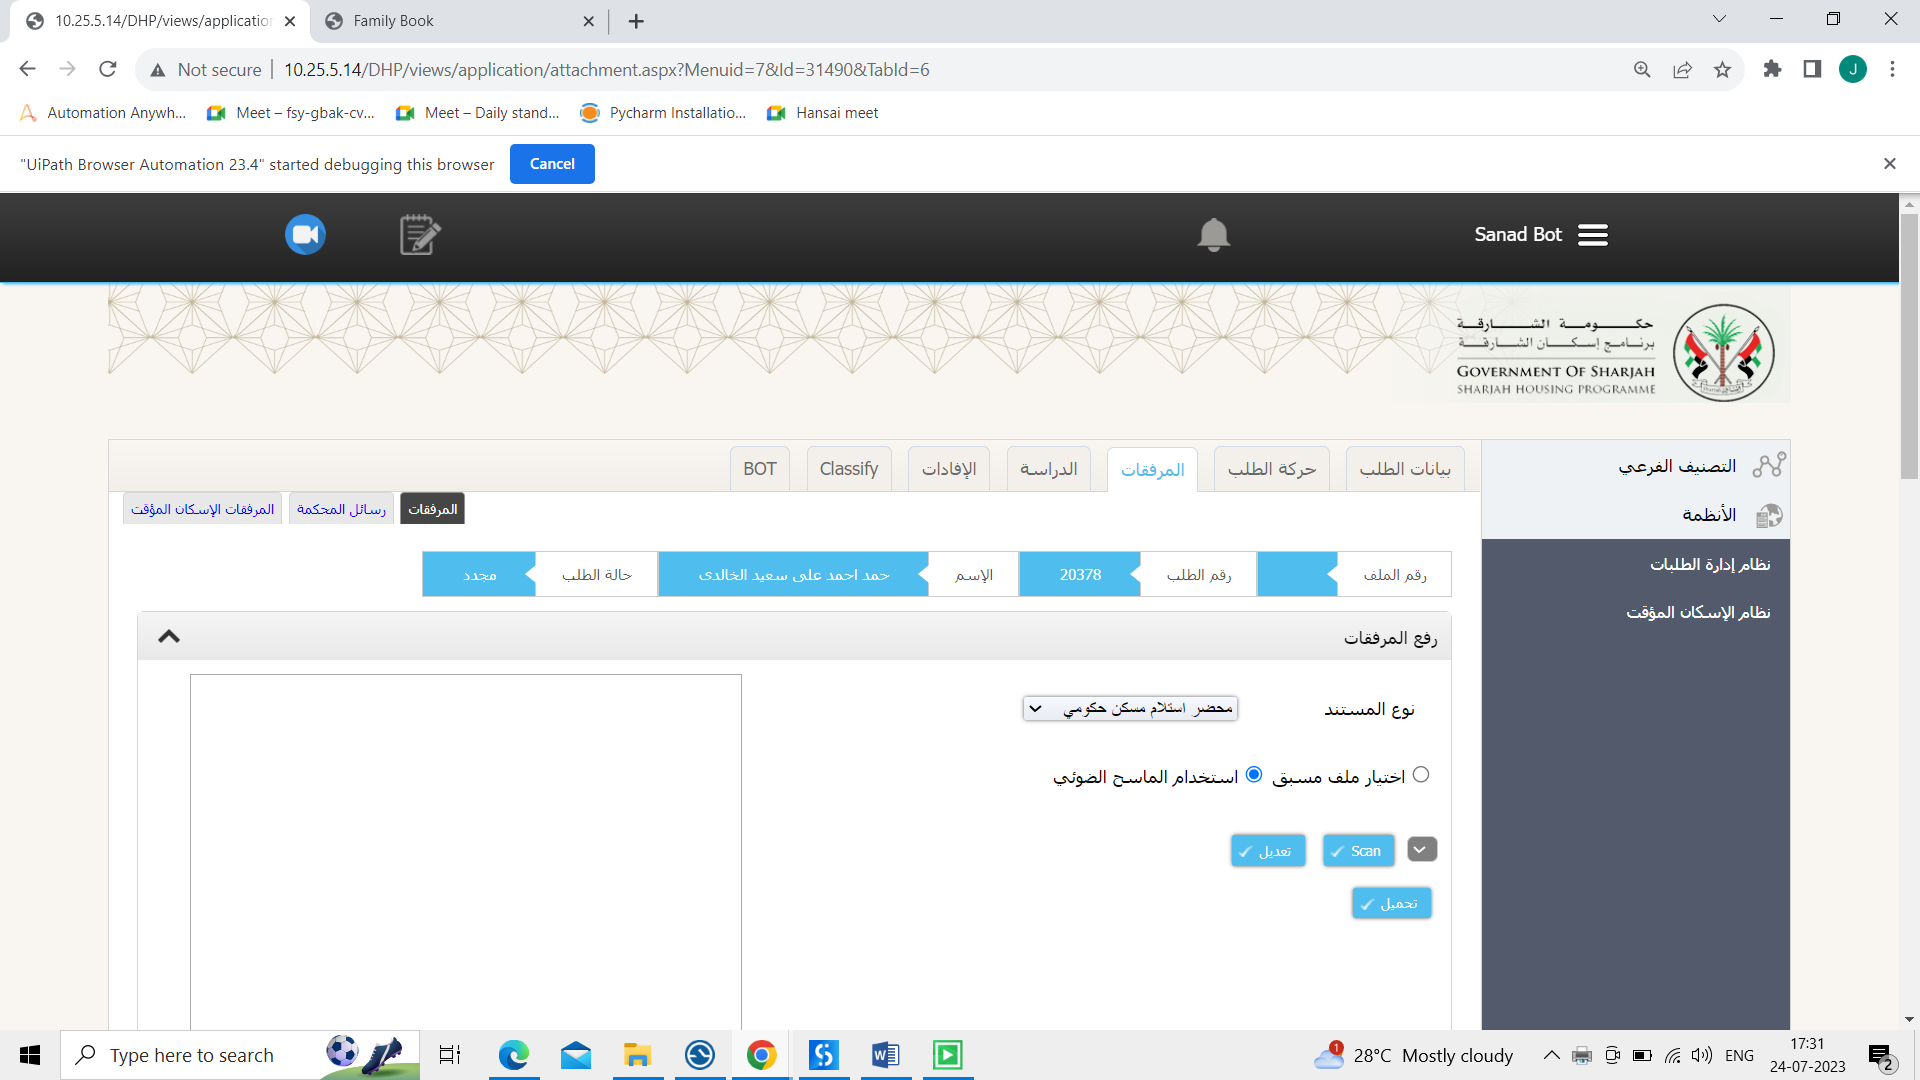 10.25.5.14/DHP/views/application
Family Book
Not secure
10.25.5.14/DHP/views/application/attachment.aspx?Menuid=7&Id=31490&TabId=6
J
Automation Anywh...
Meet – fsy-gbak-cv...
Meet – Daily stand...
Pycharm Installatio...
Hansai meet
"UiPath Browser Automation 23.4" started debugging this browser
Cancel
Sanad Bot
حكومة الشارقة
برنامج إسكان الشارقة
GOVERNMENT OF SHARJAH
SHARJAH HOUSING PROGRAMME
التصنيف الفرعي
الأنظمة
نظام إدارة الطلبات
نظام الإسكان المؤقت
بيانات الطلب
حركة الطلب
المرفقات
الدراسة
الإفادات
Classify
BOT
المرفقات
رسائل المحكمة
المرفقات الإسكان المؤقت
رقم الملف
رقم الطلب
20378
الإسم
حمد احمد على سعيد الخالدى
حالة الطلب
مجدد
رفع المرفقات
نوع المستند
محضر استلام مسكن حكومي
اختيار ملف مسبق
استخدام الماسح الضوئي
Scan
تعديل
تحميل
Type here to search
1
28°C Mostly cloudy
ENG
17:31
24-07-2023
2